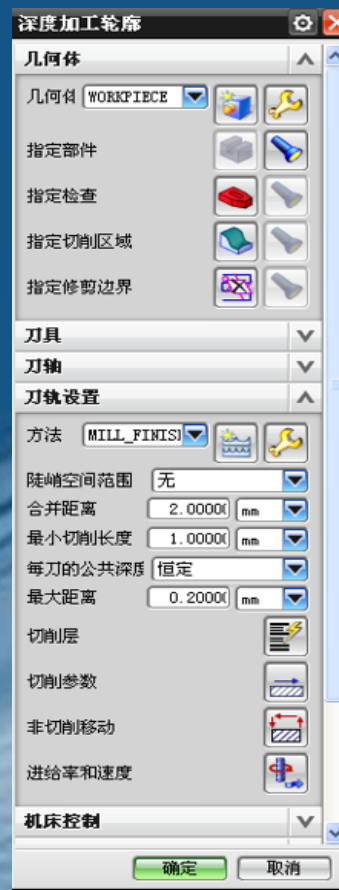 深度加工轮廓
几何体
几何体 WORKPIECE
指定部件
指定检查
指定切削区域
指定修剪边界
刀具
刀轴
刀轨设置
方法 MILL_FINISH
陡峭空间范围 无
合并距离 2.00000 mm
最小切削长度 1.00000 mm
每刀的公共深度 恒定
最大距离 0.20000 mm
切削层
切削参数
非切削移动
进给率和速度
机床控制
确定 取消